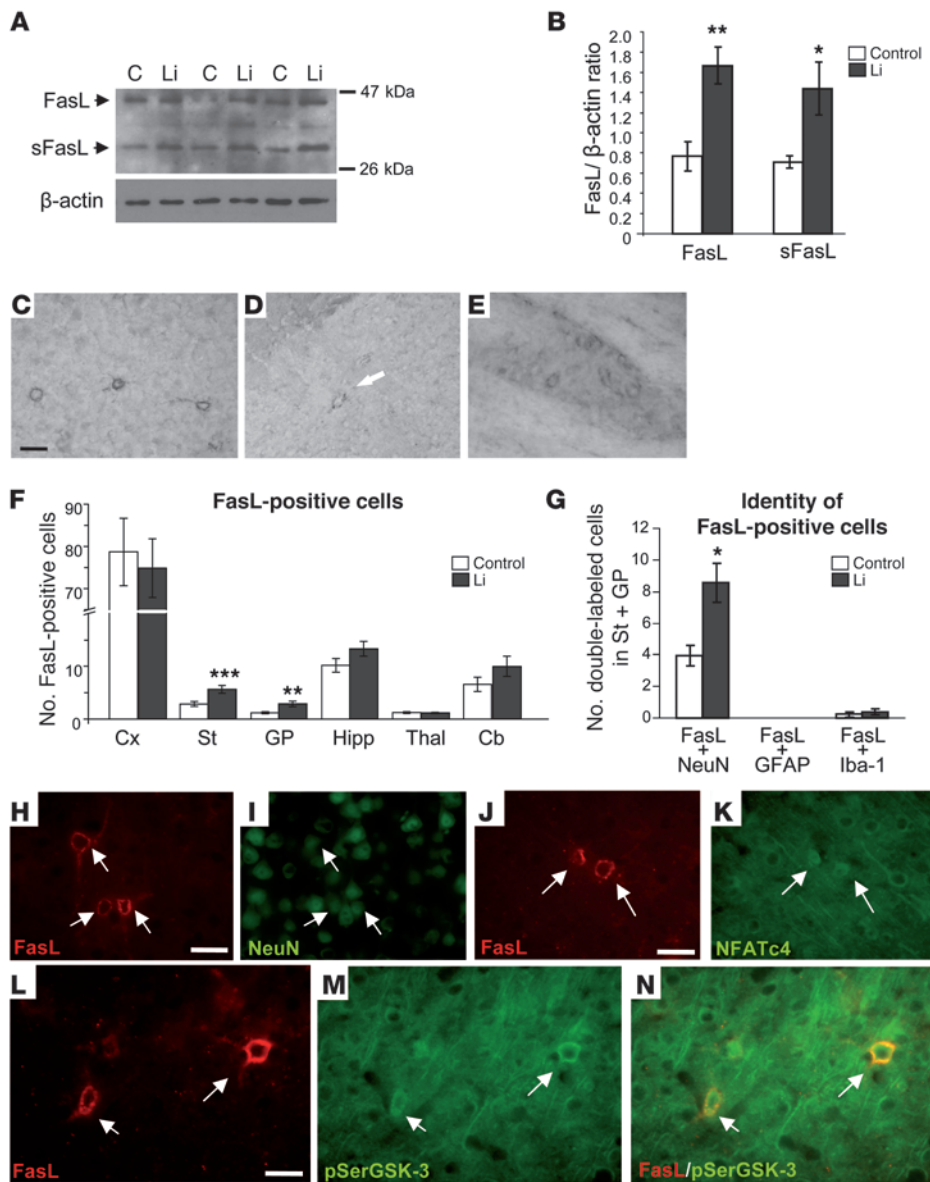 A
C Li C Li C Li
FasL
47 kDa
sFasL
26 kDa
β-actin
B
**
*
Control
Li
FasL/ β-actin ratio
2.0
1.8
1.6
1.4
1.2
1.0
0.8
0.6
0.4
0.2
0
FasL sFasL
C
D
E
F
FasL-positive cells
No. FasL-positive cells
90
80
70
10
0
Control
Li
***
**
Cx St GP Hipp Thal Cb
G
Identity of
FasL-positive cells
No. double-labeled cells
in St + GP
12
10
8
6
4
2
0
*
Control
Li
FasL FasL FasL
+ + +
NeuN GFAP Iba-1
H
FasL
I
NeuN
J
FasL
K
NFATc4
L
FasL
M
pSerGSK-3
N
FasL/pSerGSK-3